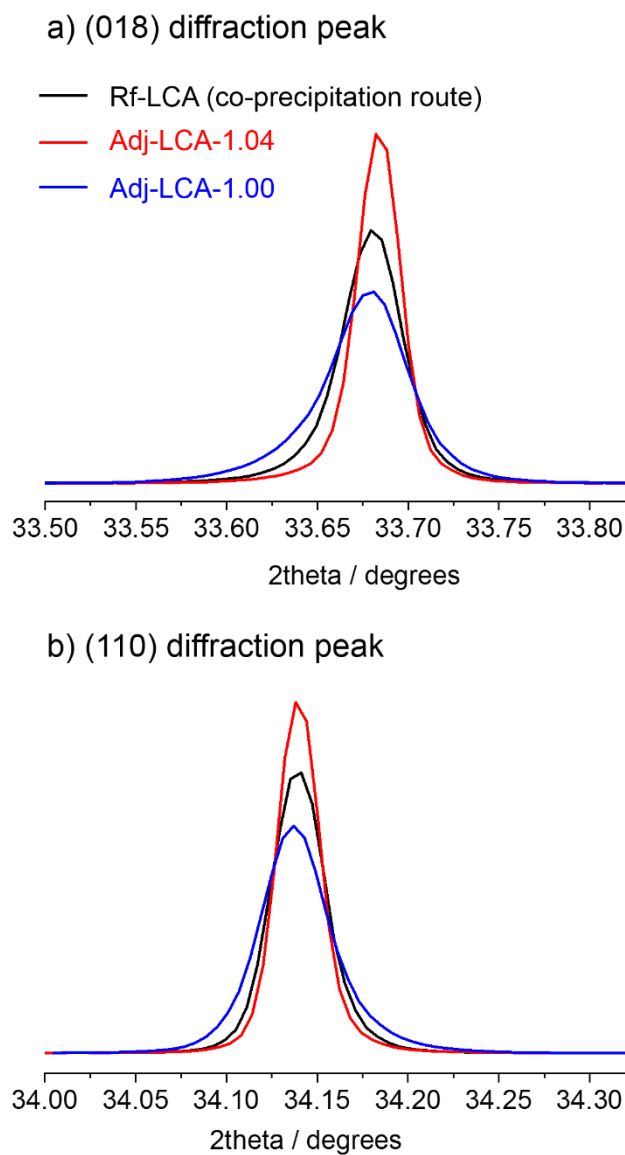 a) (018) diffraction peak
Rf-LCA (co-precipitation route)
Adj-LCA-1.04
Adj-LCA-1.00
33.50 33.55 33.60 33.65 33.70 33.75 33.80
2theta / degrees
b) (110) diffraction peak
34.00 34.05 34.10 34.15 34.20 34.25 34.30
2theta / degrees